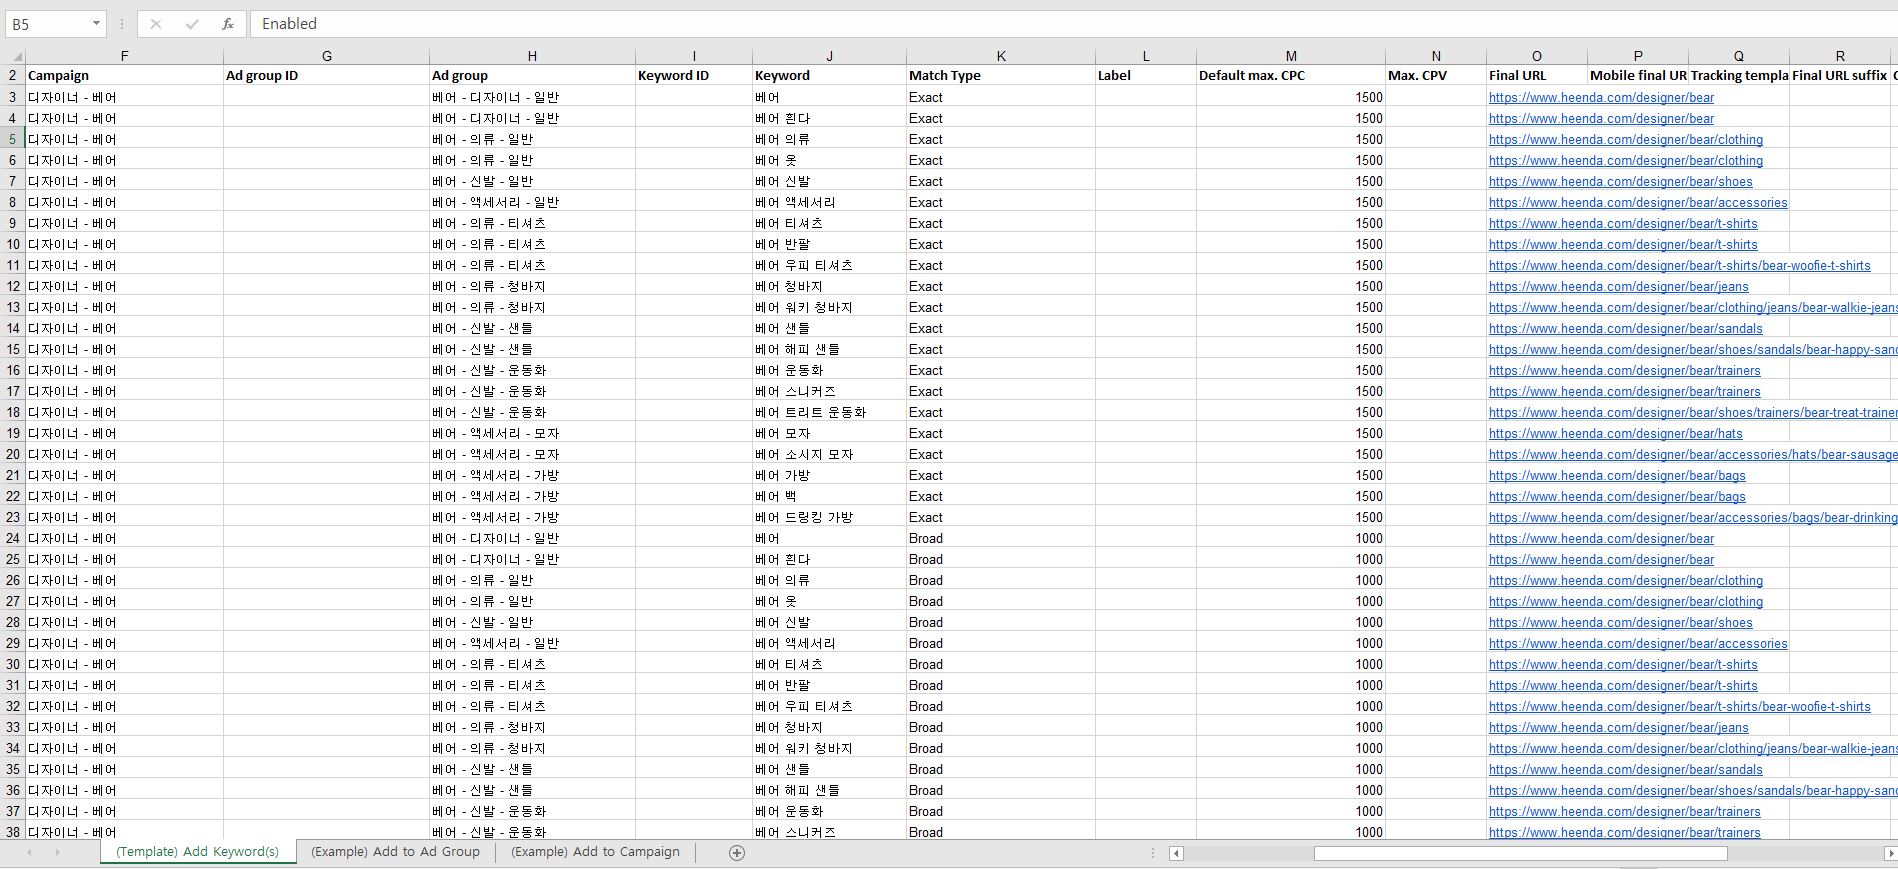 B5 fx Enabled
F G H I J K L M N O P Q R
2 Campaign Ad group ID Ad group Keyword ID Keyword Match Type Label Default max. CPC Max. CPV Final URL Mobile final UR Tracking templa Final URL suffix
3 디자이너 - 베어 베어 - 디자이너 - 일반 베어 Exact 1500 https://www.heenda.com/designer/bear
4 디자이너 - 베어 베어 - 디자이너 - 일반 베어 흰다 Exact 1500 https://www.heenda.com/designer/bear
5 디자이너 - 베어 베어 - 의류 - 일반 베어 의류 Exact 1500 https://www.heenda.com/designer/bear/clothing
6 디자이너 - 베어 베어 - 의류 - 일반 베어 옷 Exact 1500 https://www.heenda.com/designer/bear/clothing
7 디자이너 - 베어 베어 - 신발 - 일반 베어 신발 Exact 1500 https://www.heenda.com/designer/bear/shoes
8 디자이너 - 베어 베어 - 액세서리 - 일반 베어 액세서리 Exact 1500 https://www.heenda.com/designer/bear/accessories
9 디자이너 - 베어 베어 - 의류 - 티셔츠 베어 티셔츠 Exact 1500 https://www.heenda.com/designer/bear/t-shirts
10 디자이너 - 베어 베어 - 의류 - 티셔츠 베어 반팔 Exact 1500 https://www.heenda.com/designer/bear/t-shirts
11 디자이너 - 베어 베어 - 의류 - 티셔츠 베어 우피 티셔츠 Exact 1500 https://www.heenda.com/designer/bear/t-shirts/bear-woofie-t-shirts
12 디자이너 - 베어 베어 - 의류 - 청바지 베어 청바지 Exact 1500 https://www.heenda.com/designer/bear/jeans
13 디자이너 - 베어 베어 - 의류 - 청바지 베어 워키 청바지 Exact 1500 https://www.heenda.com/designer/bear/clothing/jeans/bear-walkie-jeans
14 디자이너 - 베어 베어 - 신발 - 샌들 베어 샌들 Exact 1500 https://www.heenda.com/designer/bear/sandals
15 디자이너 - 베어 베어 - 신발 - 샌들 베어 해피 샌들 Exact 1500 https://www.heenda.com/designer/bear/shoes/sandals/bear-happy-sand
16 디자이너 - 베어 베어 - 신발 - 운동화 베어 운동화 Exact 1500 https://www.heenda.com/designer/bear/trainers
17 디자이너 - 베어 베어 - 신발 - 운동화 베어 스니커즈 Exact 1500 https://www.heenda.com/designer/bear/trainers
18 디자이너 - 베어 베어 - 신발 - 운동화 베어 트리트 운동화 Exact 1500 https://www.heenda.com/designer/bear/shoes/trainers/bear-treat-trainer
19 디자이너 - 베어 베어 - 액세서리 - 모자 베어 모자 Exact 1500 https://www.heenda.com/designer/bear/hats
20 디자이너 - 베어 베어 - 액세서리 - 모자 베어 소시지 모자 Exact 1500 https://www.heenda.com/designer/bear/accessories/hats/bear-sausage
21 디자이너 - 베어 베어 - 액세서리 - 가방 베어 가방 Exact 1500 https://www.heenda.com/designer/bear/bags
22 디자이너 - 베어 베어 - 액세서리 - 가방 베어 백 Exact 1500 https://www.heenda.com/designer/bear/bags
23 디자이너 - 베어 베어 - 액세서리 - 가방 베어 드링킹 가방 Exact 1500 https://www.heenda.com/designer/bear/accessories/bags/bear-drinking
24 디자이너 - 베어 베어 - 디자이너 - 일반 베어 Broad 1000 https://www.heenda.com/designer/bear
25 디자이너 - 베어 베어 - 디자이너 - 일반 베어 흰다 Broad 1000 https://www.heenda.com/designer/bear
26 디자이너 - 베어 베어 - 의류 - 일반 베어 의류 Broad 1000 https://www.heenda.com/designer/bear/clothing
27 디자이너 - 베어 베어 - 의류 - 일반 베어 옷 Broad 1000 https://www.heenda.com/designer/bear/clothing
28 디자이너 - 베어 베어 - 신발 - 일반 베어 신발 Broad 1000 https://www.heenda.com/designer/bear/shoes
29 디자이너 - 베어 베어 - 액세서리 - 일반 베어 액세서리 Broad 1000 https://www.heenda.com/designer/bear/accessories
30 디자이너 - 베어 베어 - 의류 - 티셔츠 베어 티셔츠 Broad 1000 https://www.heenda.com/designer/bear/t-shirts
31 디자이너 - 베어 베어 - 의류 - 티셔츠 베어 반팔 Broad 1000 https://www.heenda.com/designer/bear/t-shirts
32 디자이너 - 베어 베어 - 의류 - 티셔츠 베어 우피 티셔츠 Broad 1000 https://www.heenda.com/designer/bear/t-shirts/bear-woofie-t-shirts
33 디자이너 - 베어 베어 - 의류 - 청바지 베어 청바지 Broad 1000 https://www.heenda.com/designer/bear/jeans
34 디자이너 - 베어 베어 - 의류 - 청바지 베어 워키 청바지 Broad 1000 https://www.heenda.com/designer/bear/clothing/jeans/bear-walkie-jeans
35 디자이너 - 베어 베어 - 신발 - 샌들 베어 샌들 Broad 1000 https://www.heenda.com/designer/bear/sandals
36 디자이너 - 베어 베어 - 신발 - 샌들 베어 해피 샌들 Broad 1000 https://www.heenda.com/designer/bear/shoes/sandals/bear-happy-sand
37 디자이너 - 베어 베어 - 신발 - 운동화 베어 운동화 Broad 1000 https://www.heenda.com/designer/bear/trainers
38 디자이너 - 베어 베어 - 신발 - 운동화 베어 스니커즈 Broad 1000 https://www.heenda.com/designer/bear/trainers
(Template) Add Keyword(s) (Example) Add to Ad Group (Example) Add to Campaign